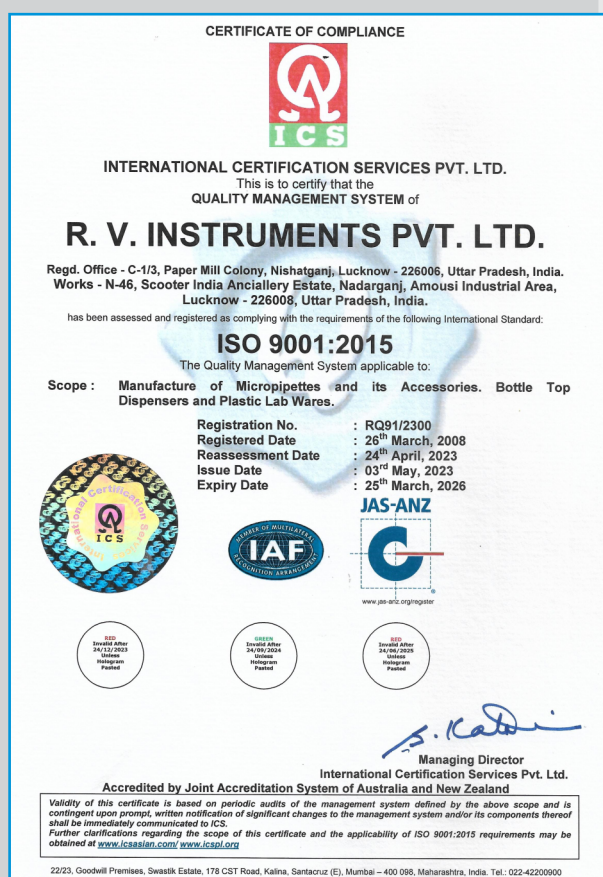 CERTIFICATE OF COMPLIANCE
ICS
INTERNATIONAL CERTIFICATION SERVICES PVT. LTD.
This is to certify that the
QUALITY MANAGEMENT SYSTEM of
R. V. INSTRUMENTS PVT. LTD.
Regd. Office - C-1/3, Paper Mill Colony, Nishatganj, Lucknow - 226006, Uttar Pradesh, India.
Works - N-46, Scooter India Anciallery Estate, Nadarganj, Amousi Industrial Area,
Lucknow - 226008, Uttar Pradesh, India.
has been assessed and registered as complying with the requirements of the following International Standard:
ISO 9001:2015
The Quality Management System applicable to:
Scope : Manufacture of Micropipettes and its Accessories. Bottle Top
Dispensers and Plastic Lab Wares.
Registration No. : RQ91/2300
Registered Date : 26th March, 2008
Reassessment Date : 24th April, 2023
Issue Date : 03rd May, 2023
Expiry Date : 25th March, 2026
International Certification Services
ICS
MEMBER OF MULTILATERAL
IAF
RECOGNITION ARRANGEMENT
JAS-ANZ
www.jas-anz.org/register
RED
Invalid After
24/12/2023
Unless
Hologram
Pasted
GREEN
Invalid After
24/09/2024
Unless
Hologram
Pasted
RED
Invalid After
24/06/2025
Unless
Hologram
Pasted
Managing Director
International Certification Services Pvt. Ltd.
Accredited by Joint Accreditation System of Australia and New Zealand
Validity of this certificate is based on periodic audits of the management system defined by the above scope and is
contingent upon prompt, written notification of significant changes to the management system and/or its components thereof
shall be immediately communicated to ICS.
Further clarifications regarding the scope of this certificate and the applicability of ISO 9001:2015 requirements may be
obtained at www.icsasian.com/ www.icspl.org
22/23, Goodwill Premises, Swastik Estate, 178 CST Road, Kalina, Santacruz (E), Mumbai – 400 098, Maharashtra, India. Tel.: 022-42200900